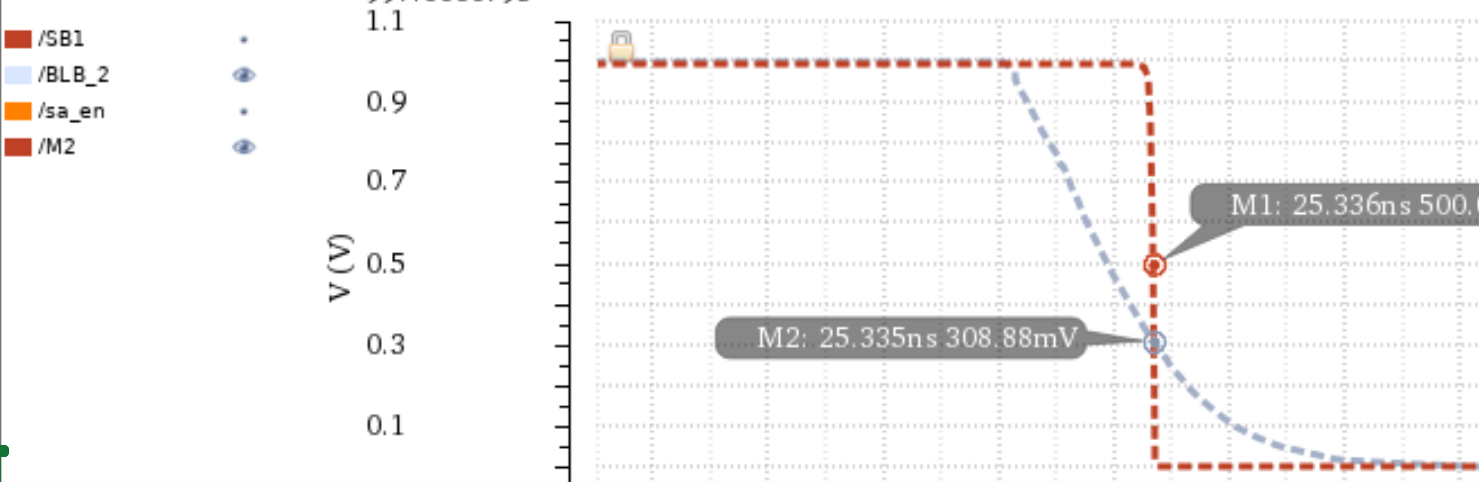 /SB1
/BLB_2
/sa_en
/M2
V (V)
1.1
0.9
0.7
0.5
0.3
0.1
M1: 25.336ns 500.
M2: 25.335ns 308.88mV